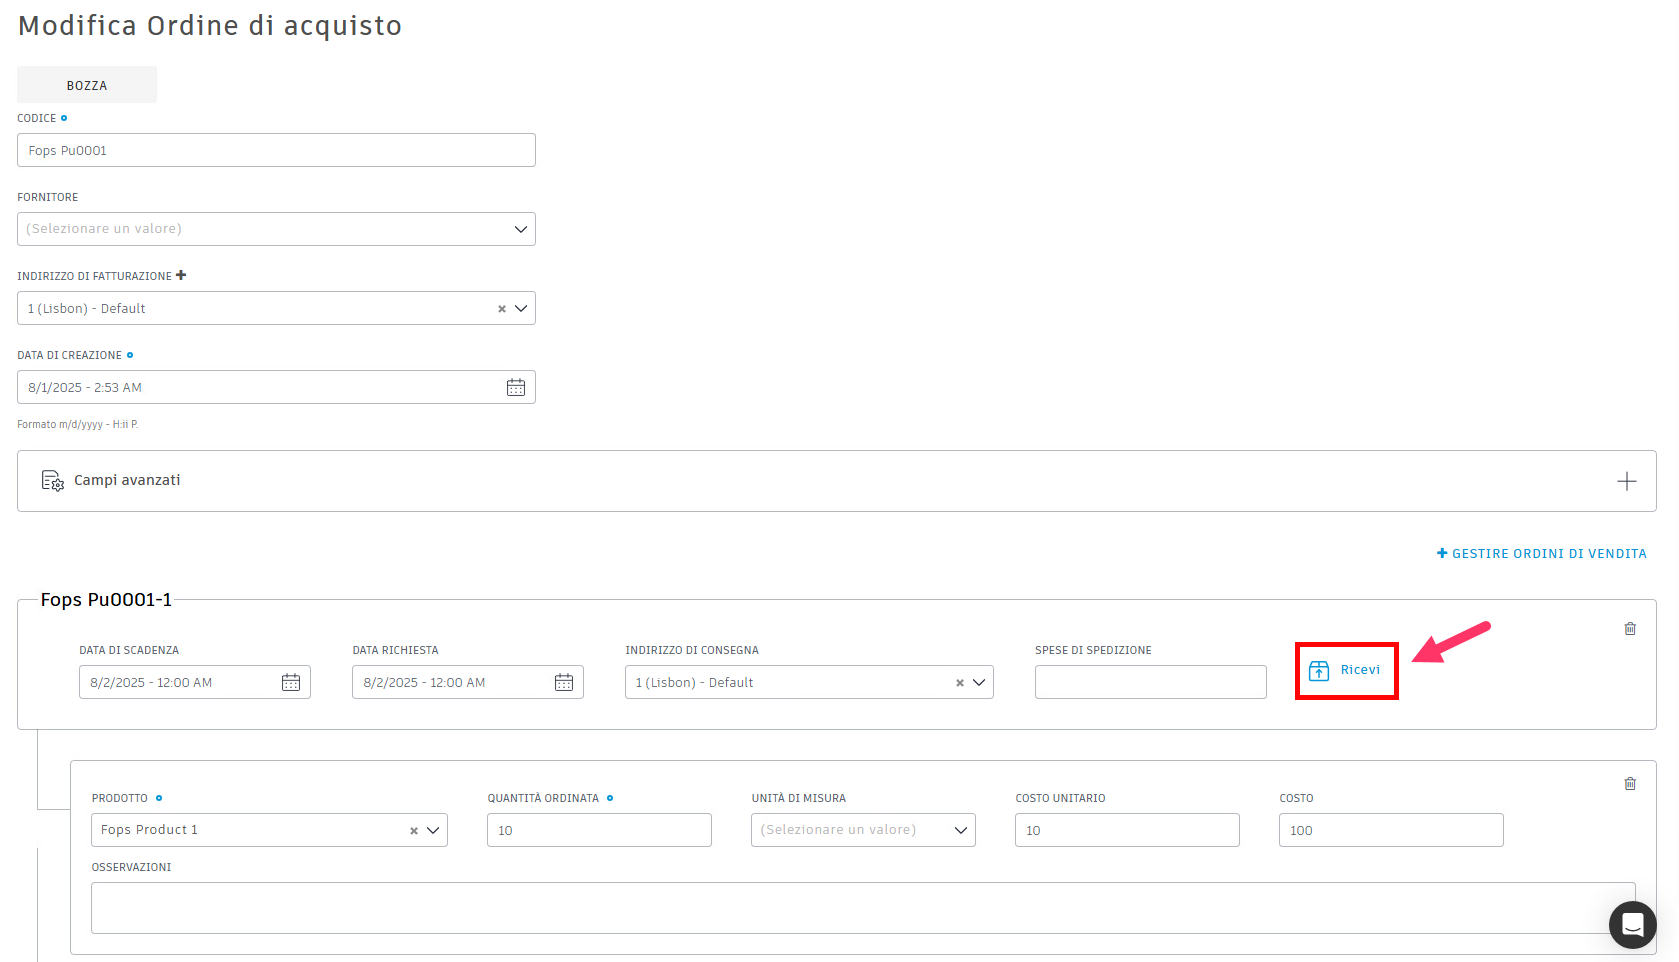 Modifica Ordine di acquisto
BOZZA
CODICE
Fops Pu0001
FORNITORE
(Selezionare un valore)
INDIRIZZO DI FATTURAZIONE
1 (Lisbon) - Default
DATA DI CREAZIONE
8/1/2025 - 2:53 AM
Formato m/d/yyyy - H:ii P.
Campi avanzati
GESTIRE ORDINI DI VENDITA
Fops Pu0001-1
DATA DI SCADENZA DATA RICHIESTA INDIRIZZO DI CONSEGNA SPESE DI SPEDIZIONE
8/2/2025 - 12:00 AM 8/2/2025 - 12:00 AM 1 (Lisbon) - Default Ricevi
PRODOTTO QUANTITÀ ORDINATA UNITÀ DI MISURA COSTO UNITARIO COSTO
Fops Product 1 10 (Selezionare un valore) 10 100
OSSERVAZIONI